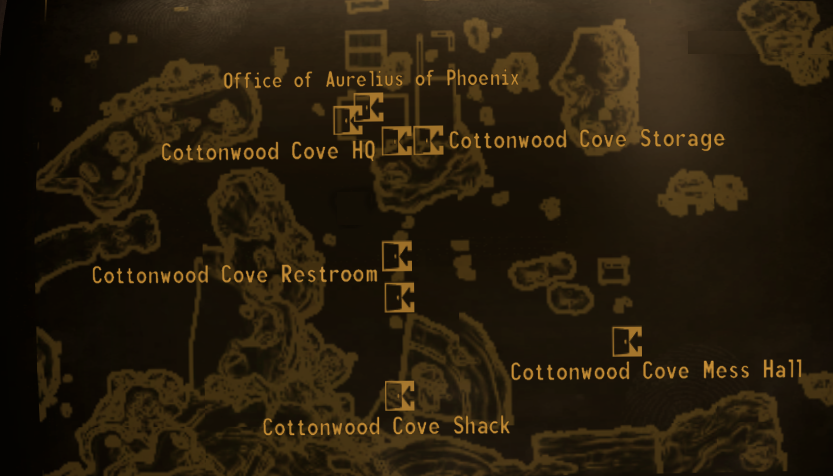 Office of Aurelius of Phoenix
Cottonwood Cove HQ
Cottonwood Cove Storage
Cottonwood Cove Restroom
Cottonwood Cove Mess Hall
Cottonwood Cove Shack